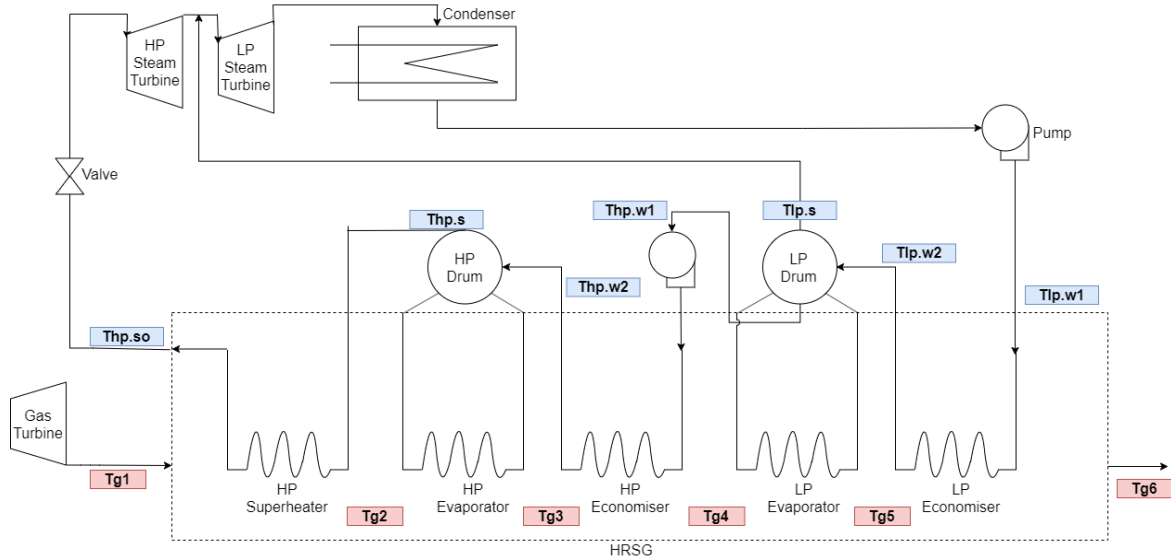 Condenser
HP
Steam
Turbine
LP
Steam
Turbine
Pump
Valve
Thp.s
Thp.w1
Tlp.s
HP
Drum
LP
Drum
Tlp.w2
Thp.w2
Tlp.w1
Thp.so
Gas
Turbine
Tg1
HP
Superheater
Tg2
HP
Evaporator
Tg3
HP
Economiser
Tg4
LP
Evaporator
Tg5
LP
Economiser
Tg6
HRSG